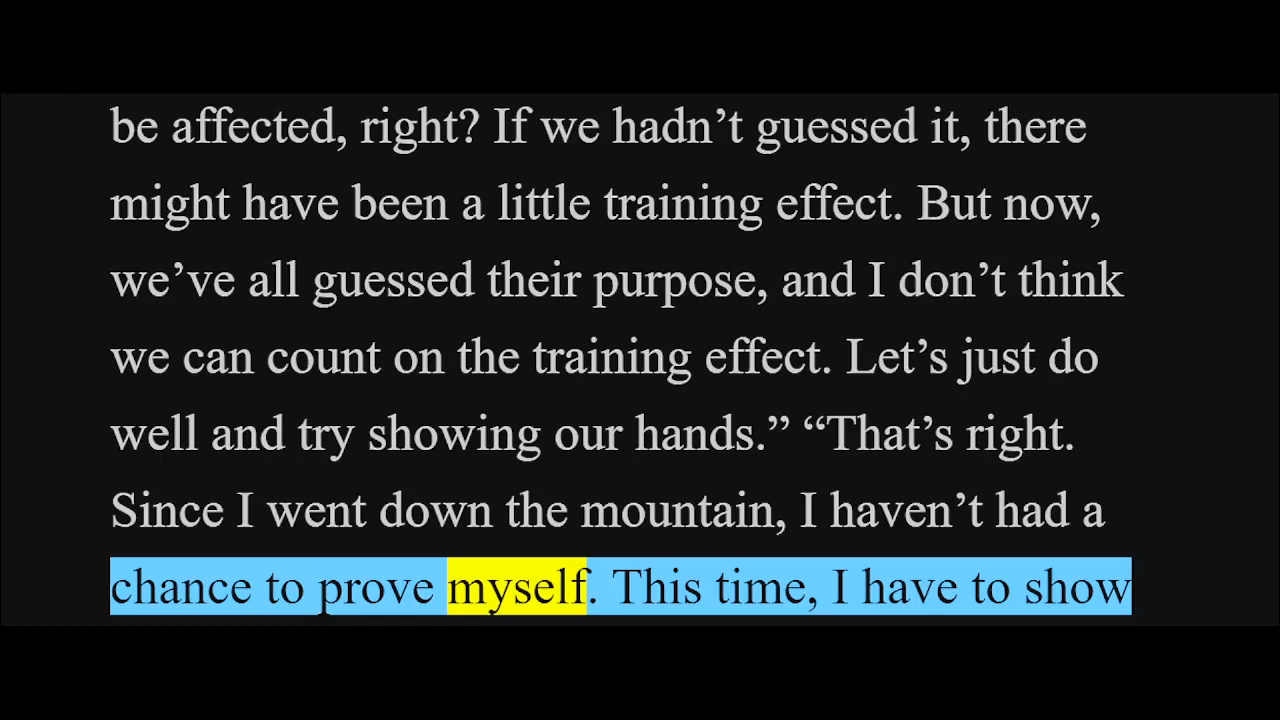 be affected, right? If we hadn’t guessed it, there
might have been a little training effect. But now,
we’ve all guessed their purpose, and I don’t think
we can count on the training effect. Let’s just do
well and try showing our hands.” “That’s right.
Since I went down the mountain, I haven’t had a
chance to prove myself. This time, I have to show